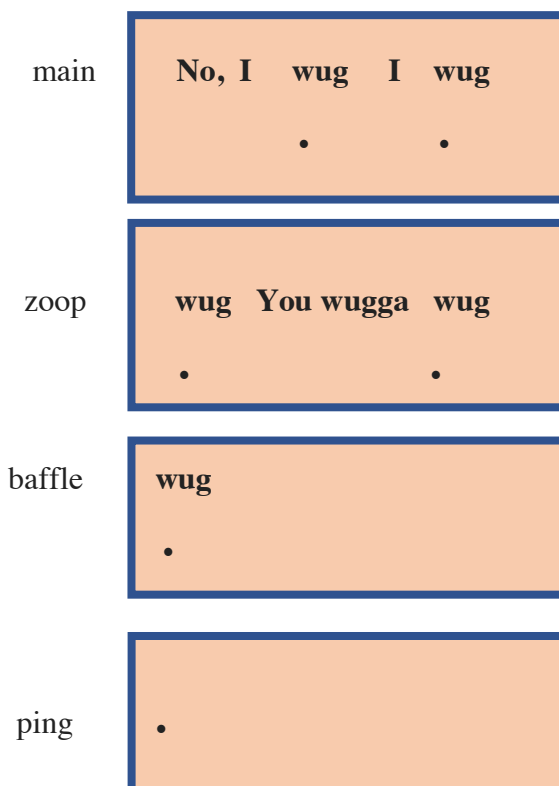 main No, I wug I wug
• •
zoop wug You wugga wug
• •
baffle wug
•
ping •